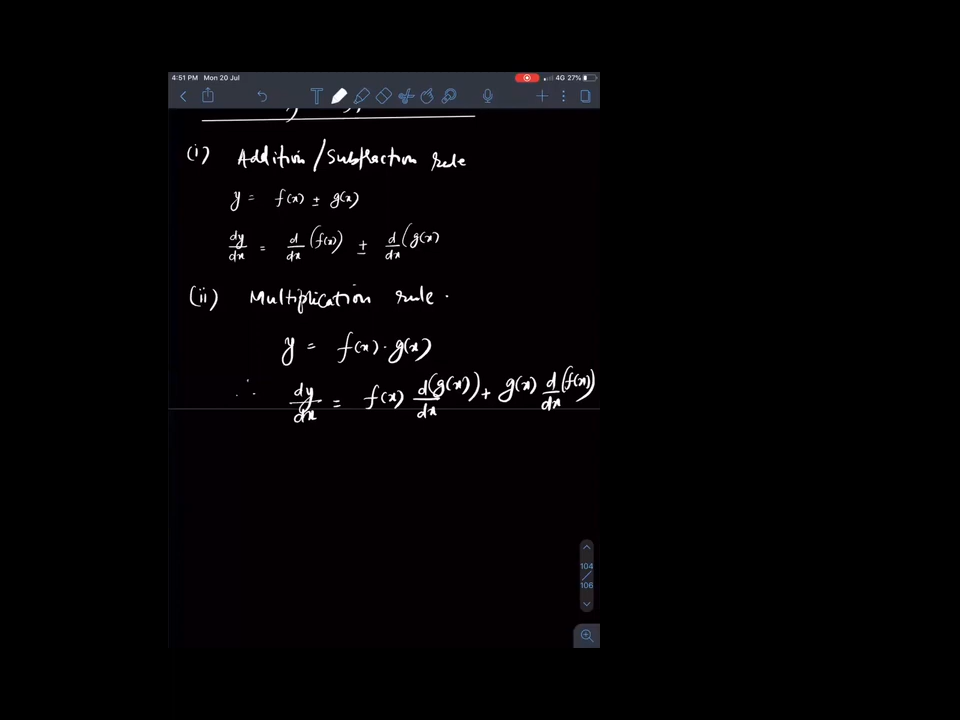 4:51 PM Mon 20 Jul 4G 27%
T
(i) Addition/Subtraction rule
y = f(x) ± g(x)
dy/dx = d/dx (f(x)) ± d/dx (g(x)
(ii) Multiplication rule.
y = f(x) · g(x)
∴ dy/dx = f(x) d(g(x))/dx + g(x) d/dx (f(x))
104
106